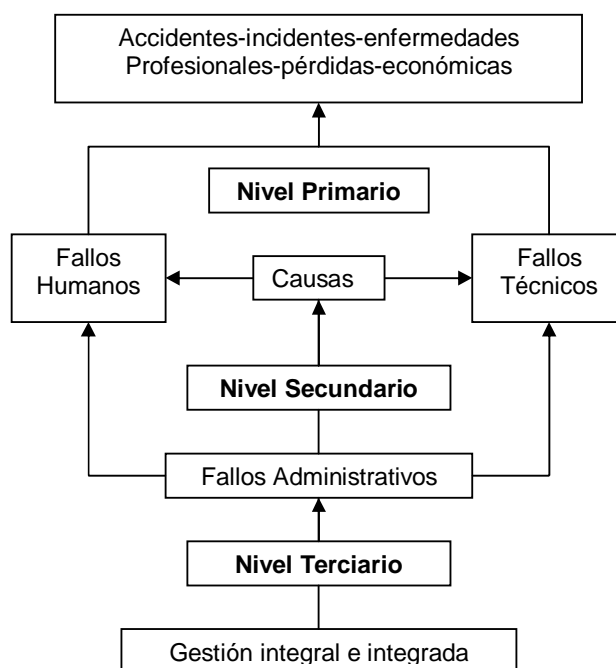 Accidentes-incidentes-enfermedades
Profesionales-pérdidas-económicas
Nivel Primario
Fallos
Humanos
Causas
Fallos
Técnicos
Nivel Secundario
Fallos Administrativos
Nivel Terciario
Gestión integral e integrada